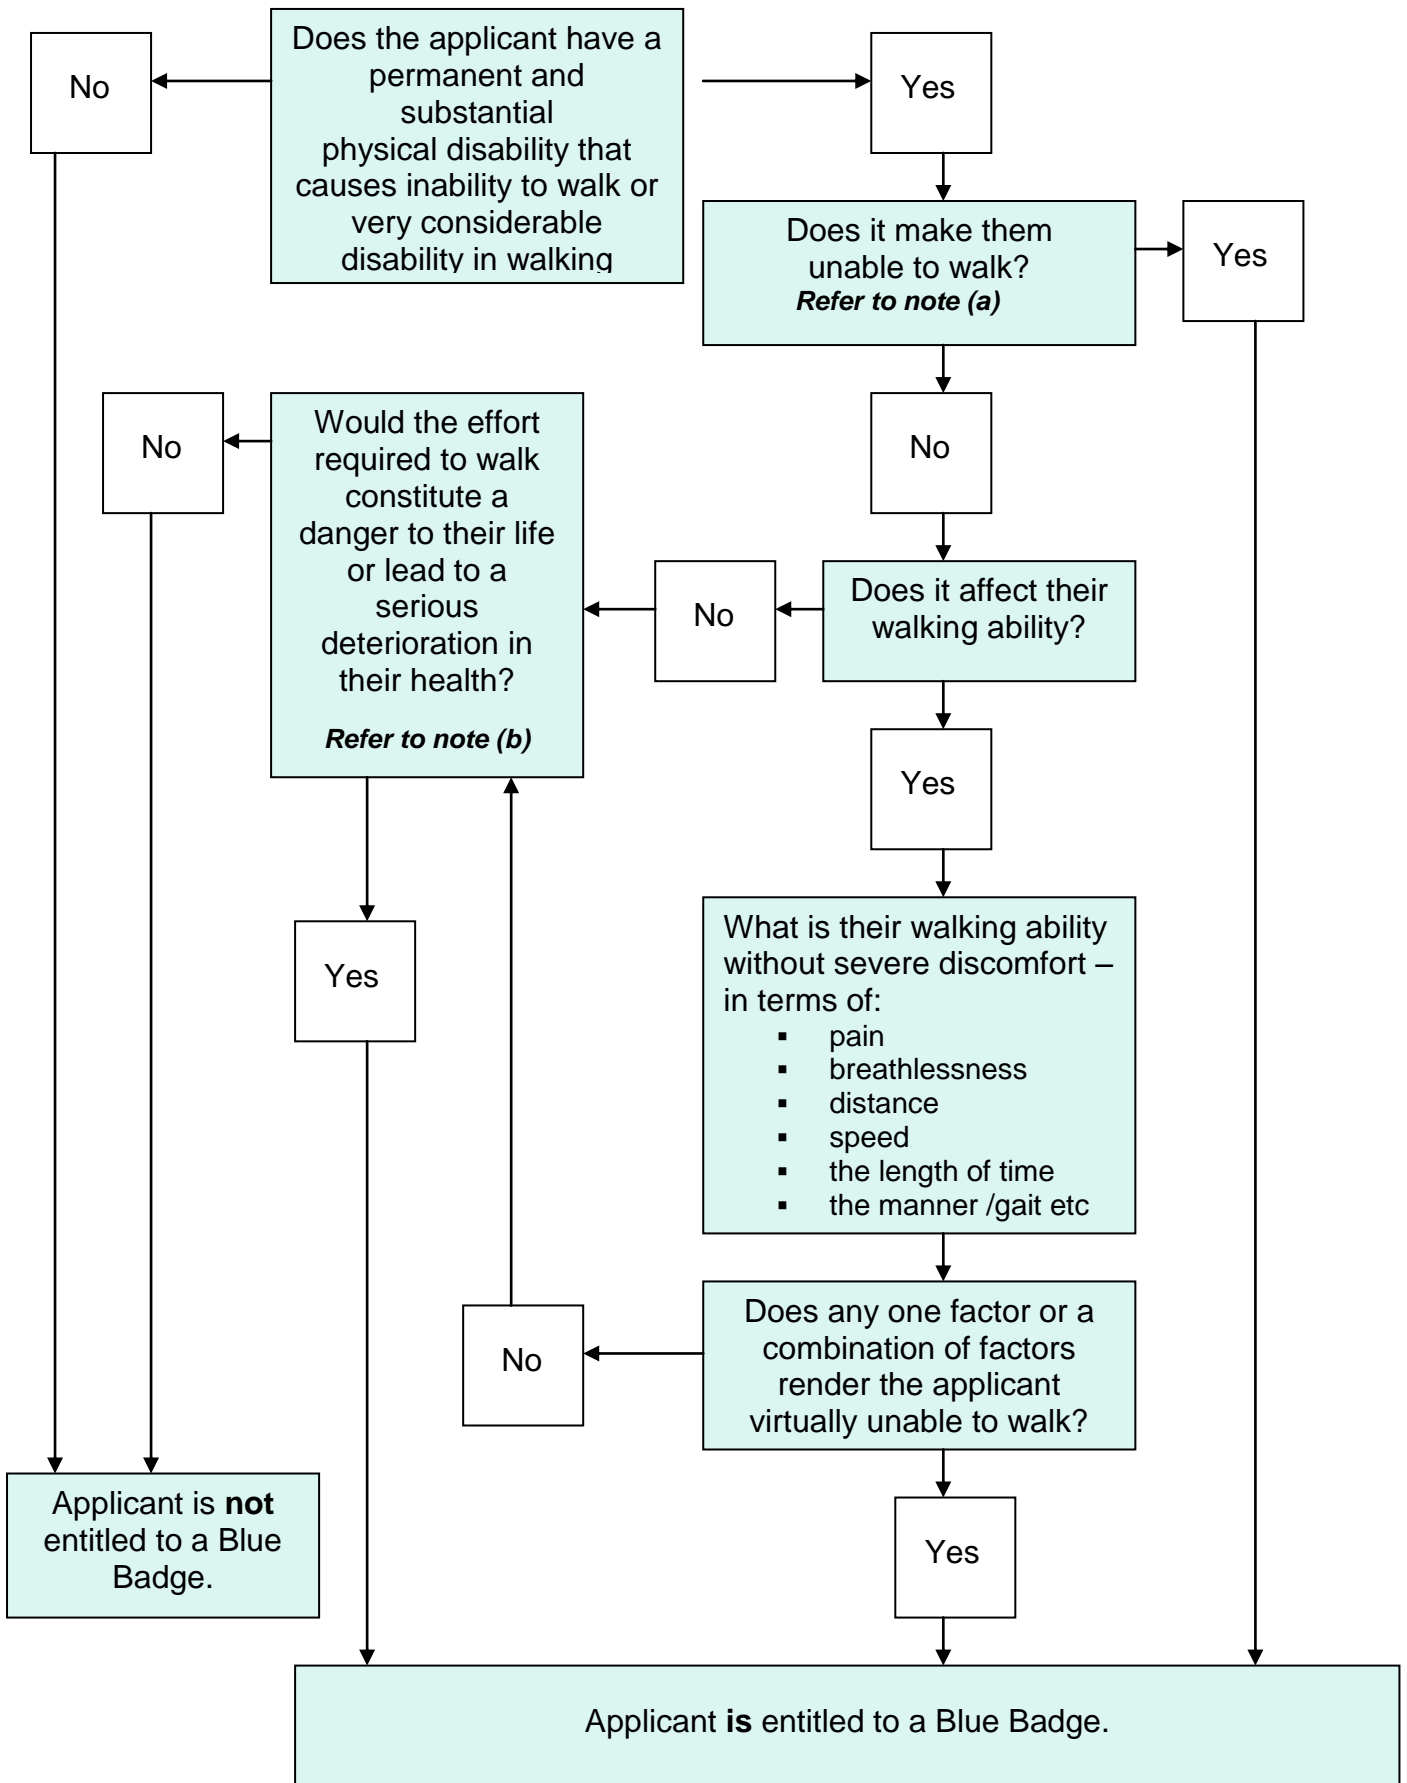 No
Does the applicant have a
permanent and
substantial
physical disability that
causes inability to walk or
very considerable
disability in walking
Yes
Does it make them
unable to walk?
Refer to note (a)
Yes
No
Would the effort
required to walk
constitute a
danger to their life
or lead to a
serious
deterioration in
their health?
Refer to note (b)
No
No
Does it affect their
walking ability?
Yes
Yes
What is their walking ability
without severe discomfort –
in terms of:
▪ pain
▪ breathlessness
▪ distance
▪ speed
▪ the length of time
▪ the manner /gait etc
No
Does any one factor or a
combination of factors
render the applicant
virtually unable to walk?
Applicant is not
entitled to a Blue
Badge.
Yes
Applicant is entitled to a Blue Badge.